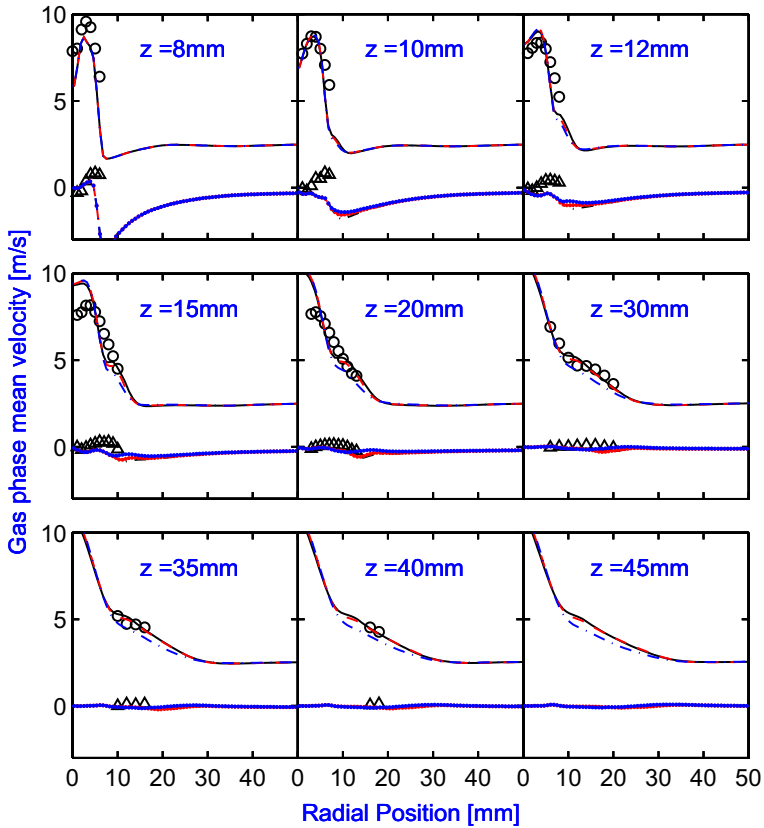 10
z =8mm
z =10mm
z =12mm
5
0
10
z =15mm
z =20mm
z =30mm
5
0
Gas phase mean velocity [m/s]
10
z =35mm
z =40mm
z =45mm
5
0
0 10 20 30 40 0 10 20 30 40 0 10 20 30 40 50
Radial Position [mm]